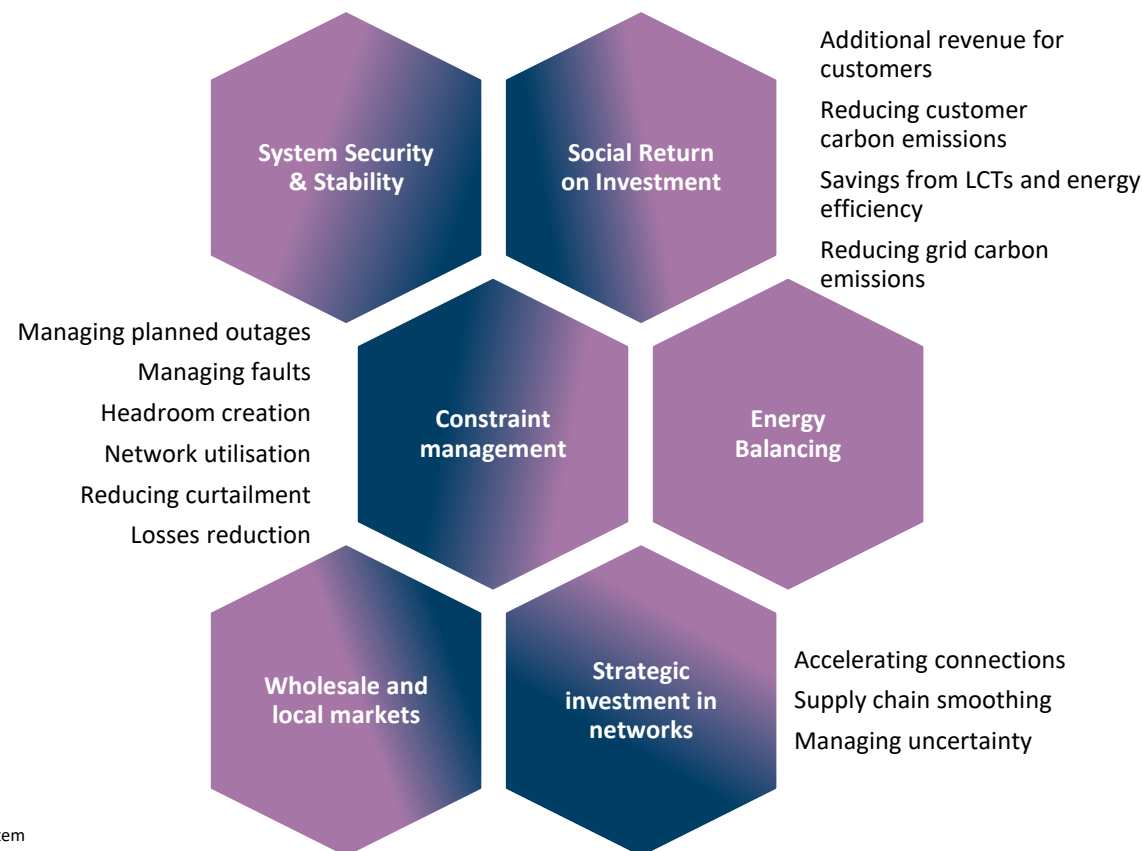 System Security
& Stability
Social Return
on Investment
Additional revenue for
customers
Reducing customer
carbon emissions
Savings from LCTs and energy
efficiency
Reducing grid carbon
emissions
Managing planned outages
Managing faults
Headroom creation
Network utilisation
Reducing curtailment
Losses reduction
Constraint
management
Energy
Balancing
Wholesale and
local markets
Strategic
investment in
networks
Accelerating connections
Supply chain smoothing
Managing uncertainty